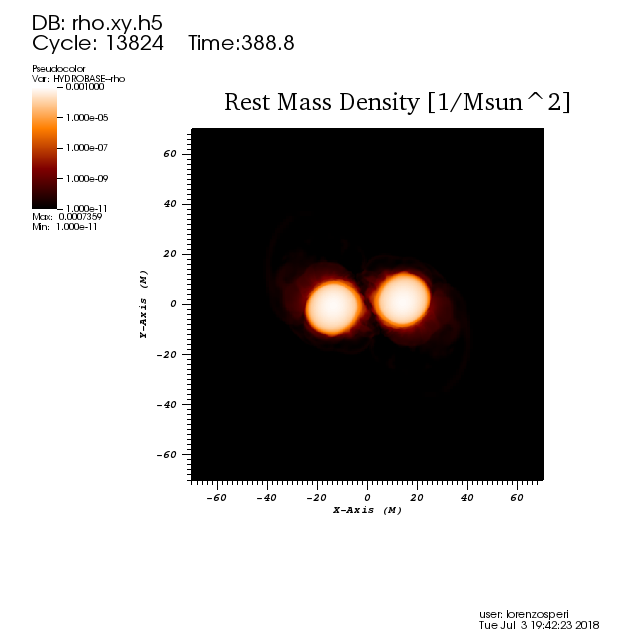 DB: rho.xy.h5
Cycle: 13824 Time:388.8
Pseudocolor
Var: HYDROBASE--rho
0.001000
1.000e-05
1.000e-07
1.000e-09
1.000e-11
Max: 0.0007359
Min: 1.000e-11
Rest Mass Density [1/Msun^2]
60
40
20
0
-20
-40
-60
Y-Axis (M)
-60 -40 -20 0 20 40 60
X-Axis (M)
user: lorenzosperi
Tue Jul 3 19:42:23 2018